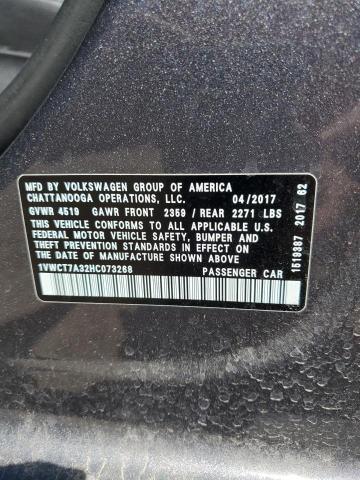 MFD BY VOLKSWAGEN GROUP OF AMERICA
CHATTANOOGA OPERATIONS, LLC. 04/2017
GVWR 4519 GAWR FRONT 2359 / REAR 2271 LBS
THIS VEHICLE CONFORMS TO ALL APPLICABLE U.S.
FEDERAL MOTOR VEHICLE SAFETY, BUMPER AND
THEFT PREVENTION STANDARDS IN EFFECT ON
THE DATE OF MANUFACTURE SHOWN ABOVE
1VWCT7A32HC073268 PASSENGER CAR
1519387 2017 62